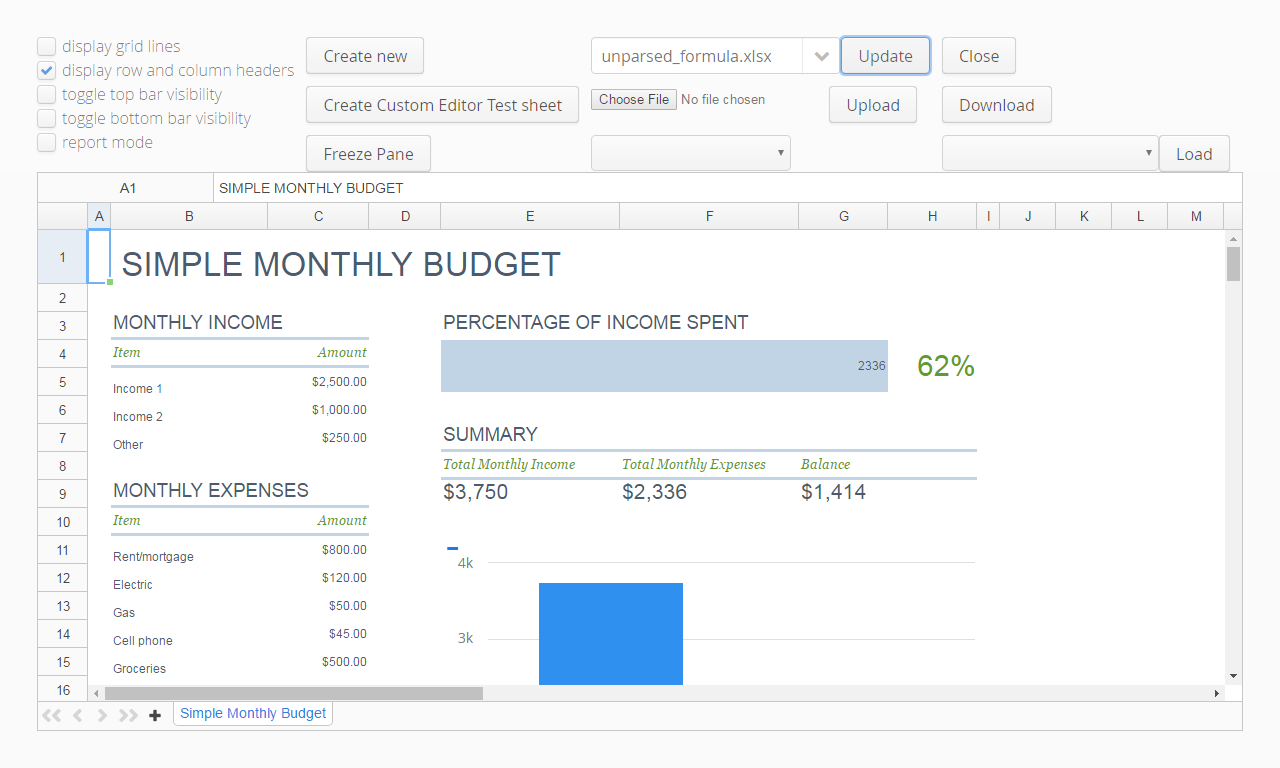 display grid lines
display row and column headers
toggle top bar visibility
toggle bottom bar visibility
report mode
Create new
unparsed_formula.xlsx
Update
Close
Create Custom Editor Test sheet
Choose File No file chosen
Upload
Download
Freeze Pane
Load
A1 SIMPLE MONTHLY BUDGET
A B C D E F G H I J K L M
1 SIMPLE MONTHLY BUDGET
2
3 MONTHLY INCOME PERCENTAGE OF INCOME SPENT
4 Item Amount
2336 62%
5 Income 1 $2,500.00
6 Income 2 $1,000.00
7 Other $250.00 SUMMARY
8 Total Monthly Income Total Monthly Expenses Balance
9 MONTHLY EXPENSES $3,750 $2,336 $1,414
10 Item Amount
11 Rent/mortgage $800.00
4k
12 Electric $120.00
13 Gas $50.00
14 Cell phone $45.00 3k
15 Groceries $500.00
16
Simple Monthly Budget